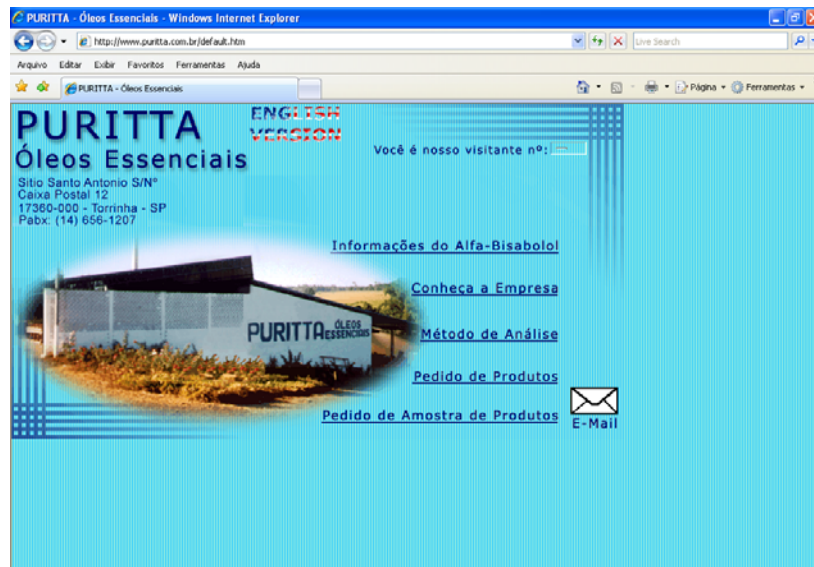 PURITTA - Óleos Essenciais - Windows Internet Explorer
http://www.puritta.com.br/default.htm
Live Search
Arquivo Editar Exibir Favoritos Ferramentas Ajuda
PURITTA - Óleos Essenciais
Página
Ferramentas
PURITTA
Óleos Essenciais
ENGLISH
VERSION
Você é nosso visitante nº:
Sitio Santo Antonio S/Nº
Caixa Postal 12
17360-000 - Torrinha - SP
Pabx: (14) 656-1207
Informações do Alfa-Bisabolol
Conheça a Empresa
PURITTA ÓLEOS
ESSENCIAIS
Método de Análise
Pedido de Produtos
Pedido de Amostra de Produtos
E-Mail